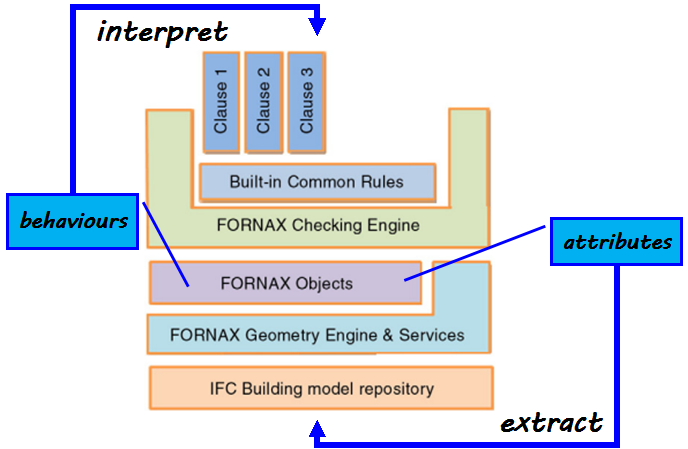 interpret
Clause 1
Clause 2
Clause 3
Built-in Common Rules
behaviours
FORNAX Checking Engine
attributes
FORNAX Objects
FORNAX Geometry Engine & Services
IFC Building model repository
extract